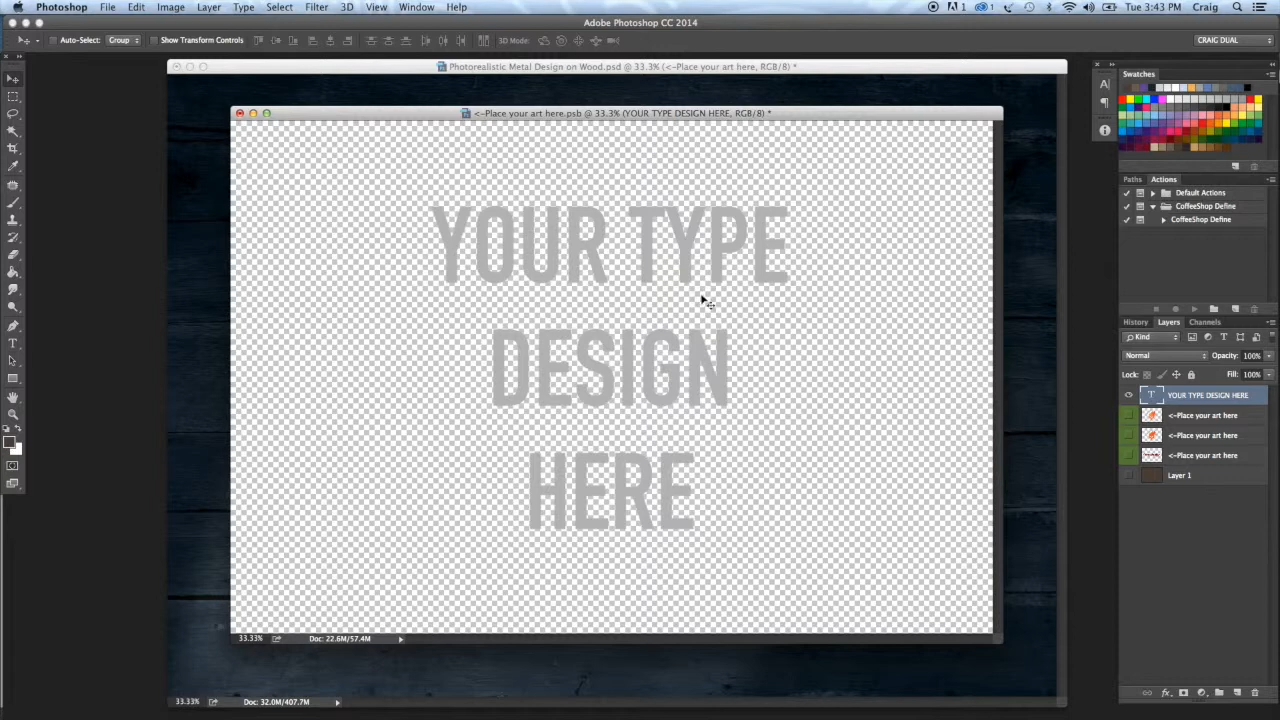 Photoshop File Edit Image Layer Type Select Filter 3D View Window Help 1 1 Tue 3:43 PM Craig
Adobe Photoshop CC 2014
Auto-Select: Group Show Transform Controls 3D Mode: CRAIG DUAL
Photorealistic Metal Design on Wood.psd @ 33.3% (<-Place your art here, RGB/8) *
<-Place your art here.psb @ 33.3% (YOUR TYPE DESIGN HERE, RGB/8) *
YOUR TYPE
DESIGN
HERE
33.33% Doc: 22.6M/57.4M
33.33% Doc: 32.0M/407.7M
Swatches
Paths Actions
Default Actions
CoffeeShop Define
CoffeeShop Define
History Layers Channels
Kind
Normal Opacity: 100%
Lock: Fill: 100%
T YOUR TYPE DESIGN HERE
<-Place your art here
<-Place your art here
<-Place your art here
Layer 1
fx